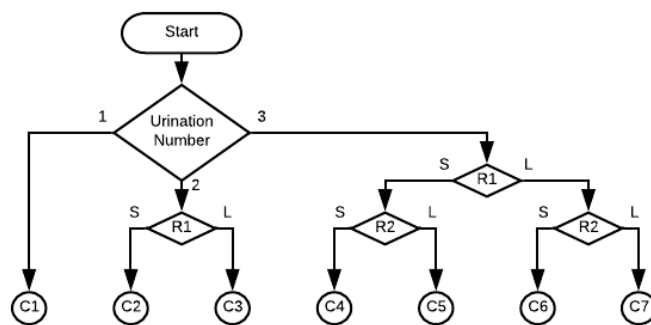 Start
1
Urination
Number
3
2
S
R1
L
S
R1
L
S
R2
L
S
R2
L
C1
C2
C3
C4
C5
C6
C7